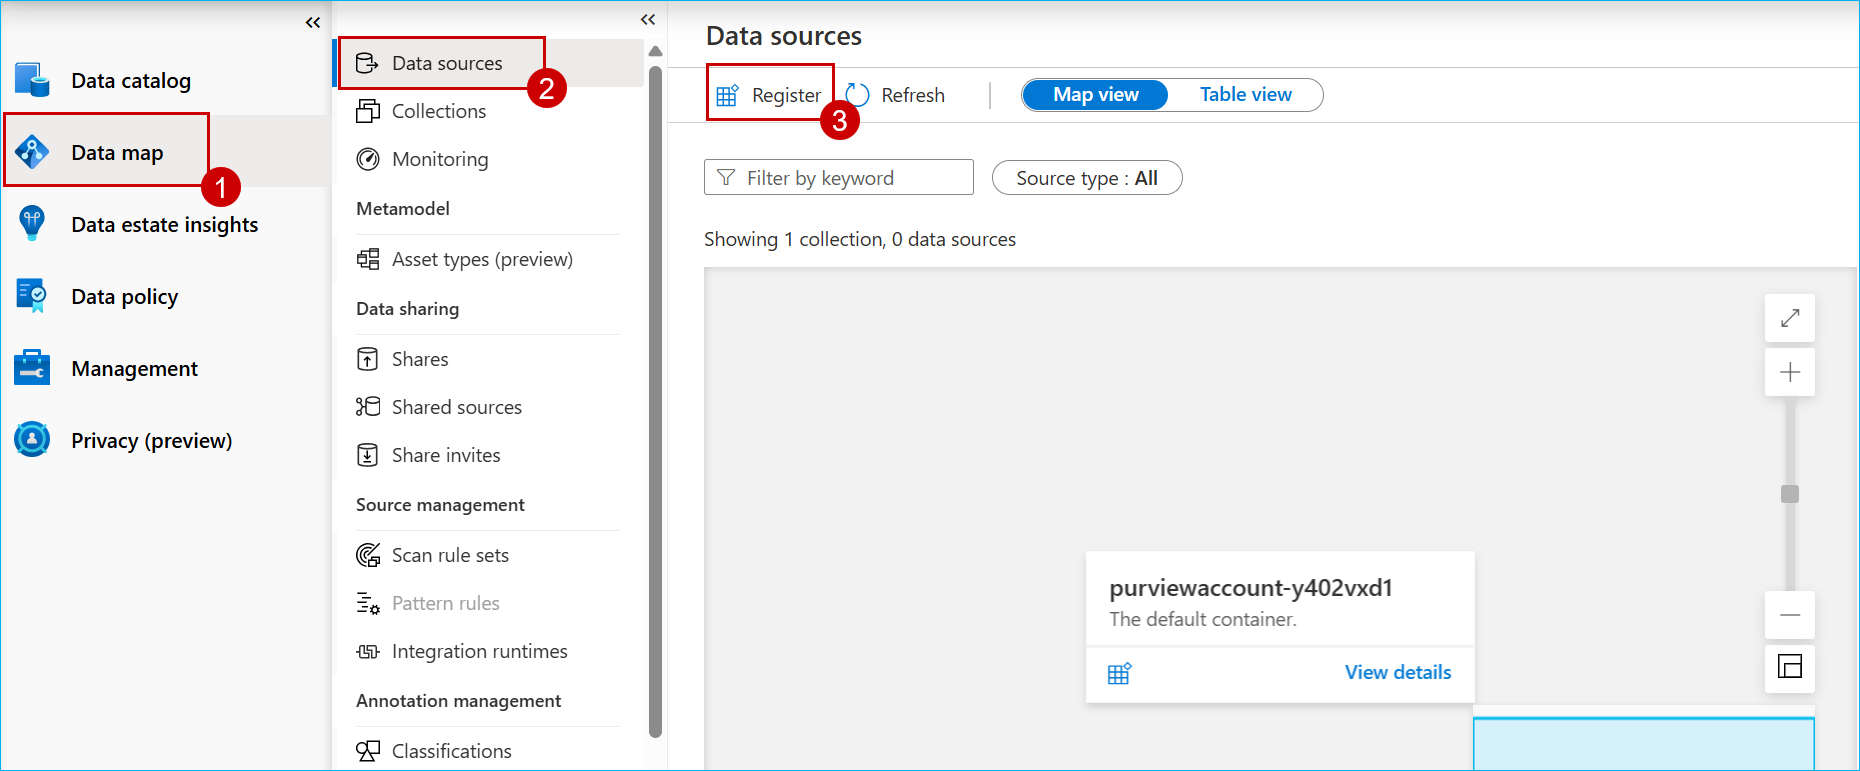 Data catalog
Data map
1
Data estate insights
Data policy
Management
Privacy (preview)
Data sources
2
Collections
Monitoring
Metamodel
Asset types (preview)
Data sharing
Shares
Shared sources
Share invites
Source management
Scan rule sets
Pattern rules
Integration runtimes
Annotation management
Classifications
Data sources
Register
3
Refresh
Map view
Table view
Filter by keyword
Source type : All
Showing 1 collection, 0 data sources
purviewaccount-y402vxd1
The default container.
View details